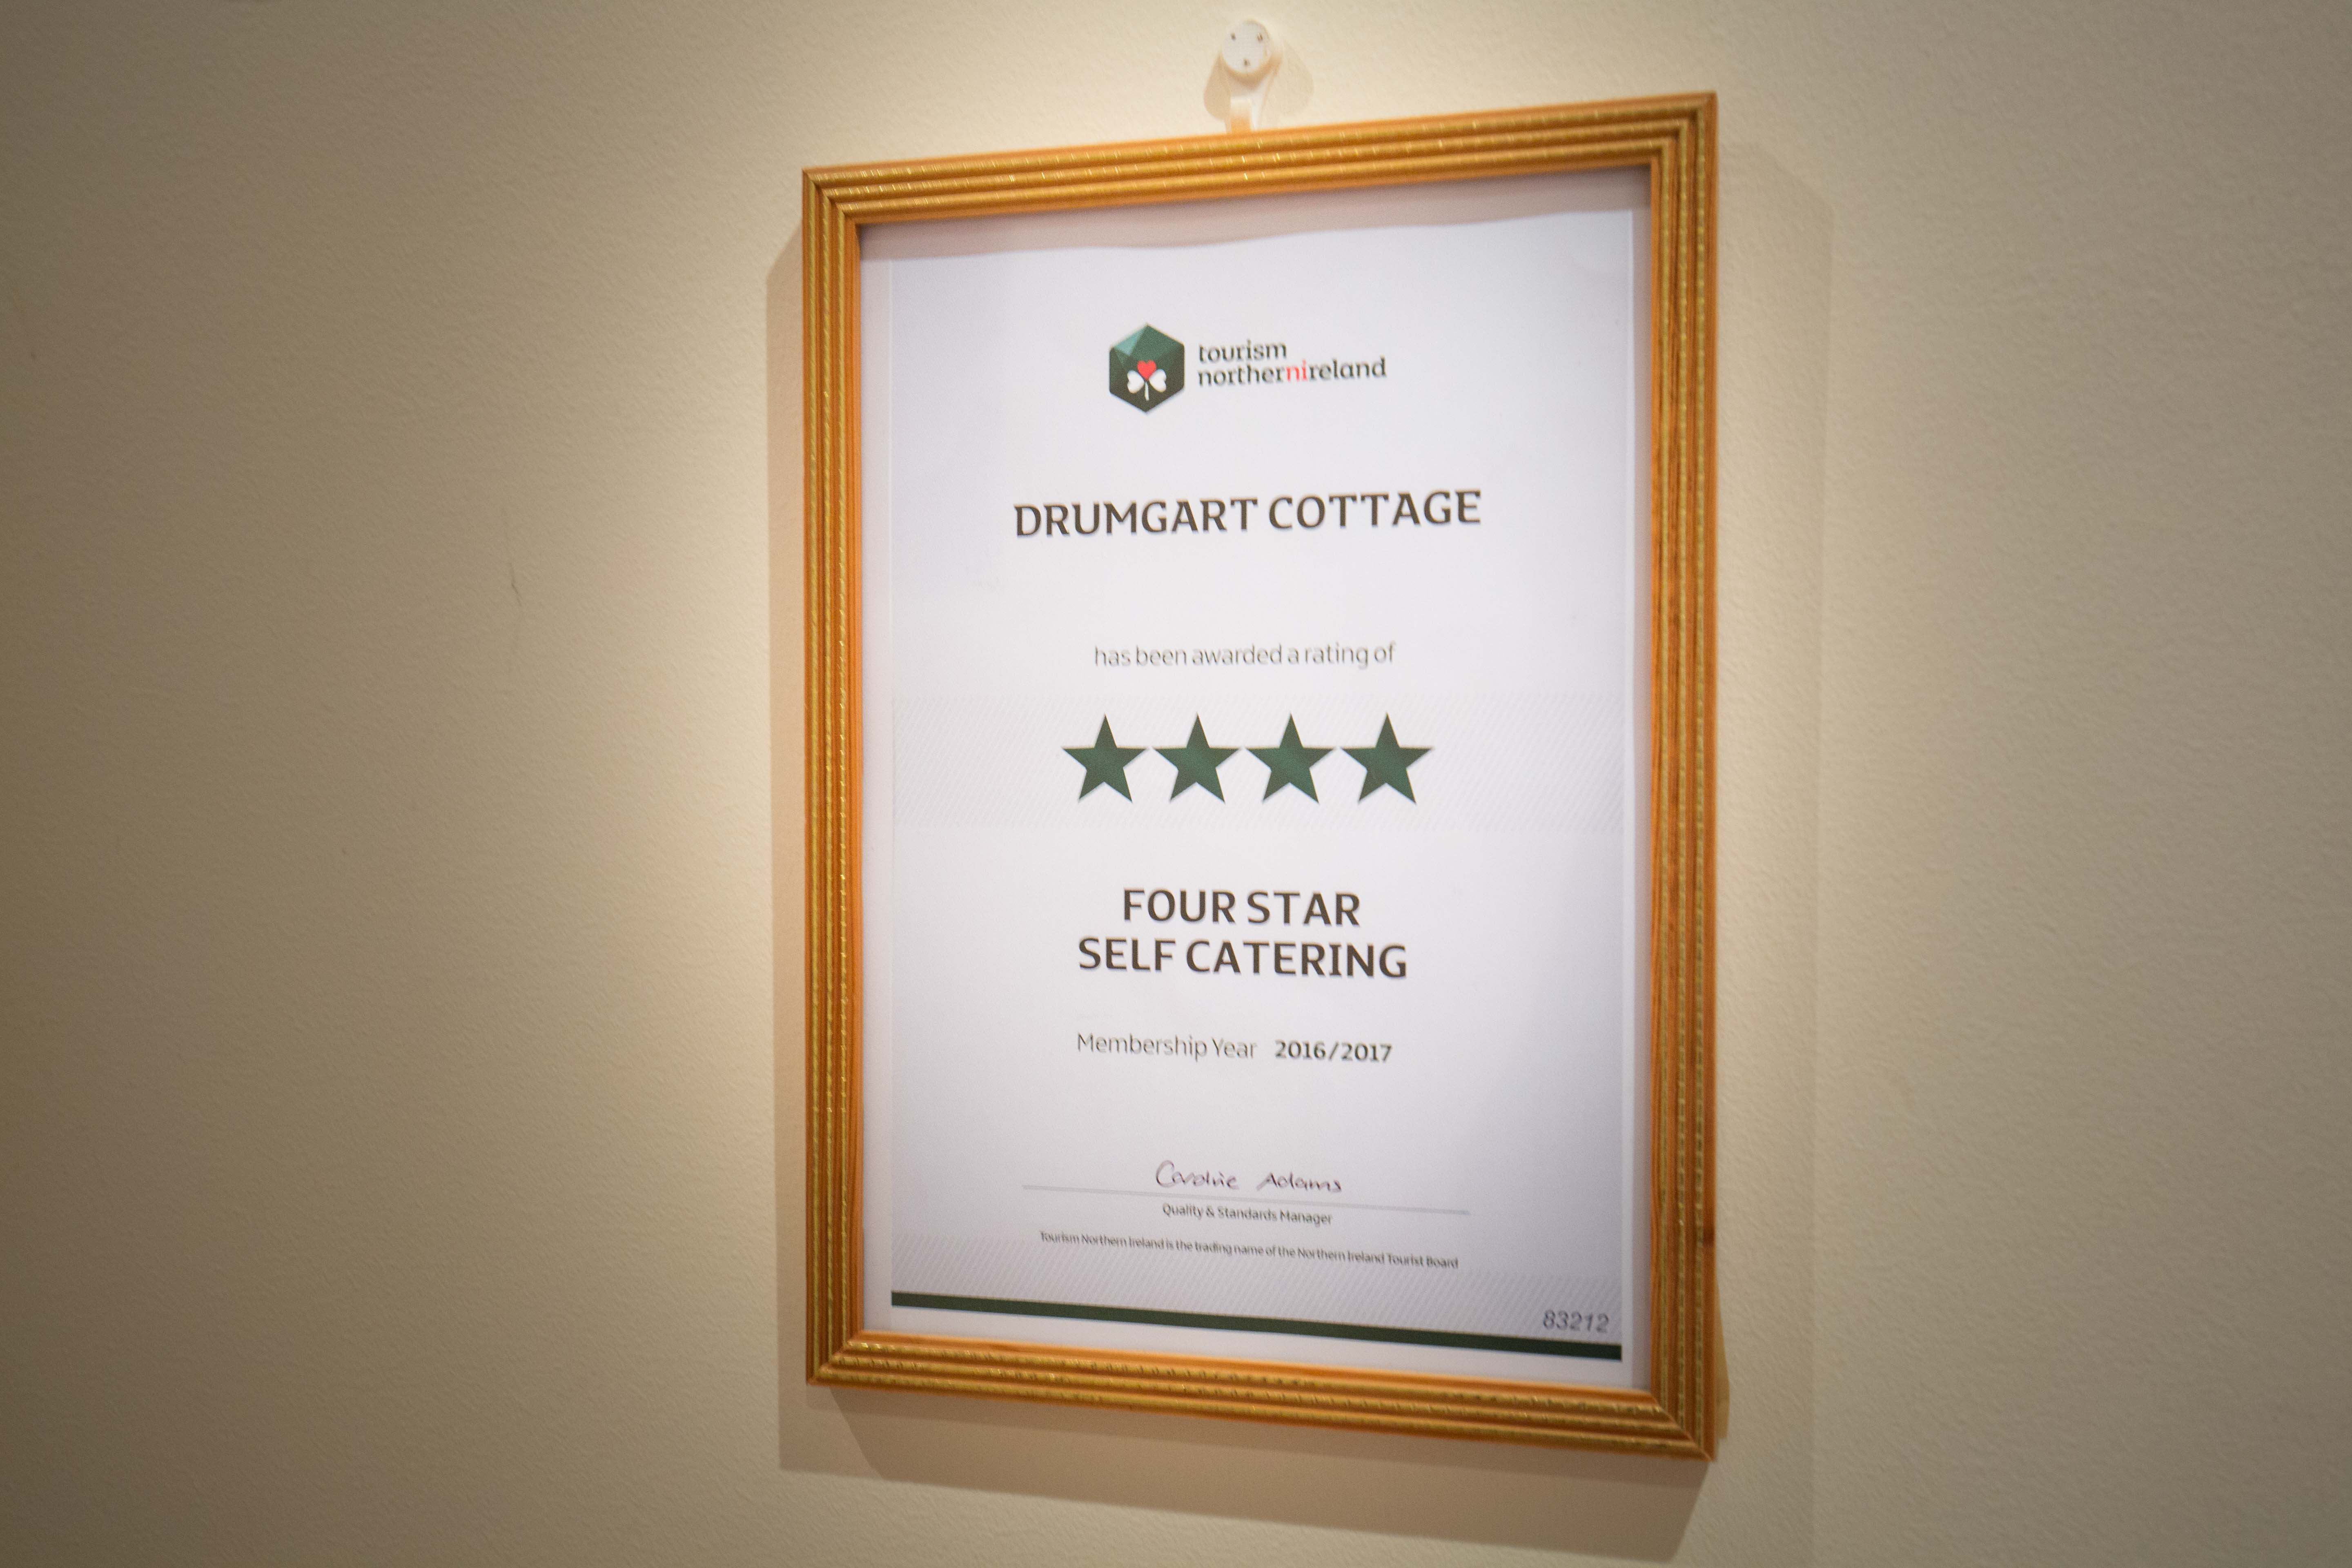 tourism
northernireland
DRUMGART COTTAGE
has been awarded a rating of
FOUR STAR
SELF CATERING
Membership Year 2016/2017
Caroline Adams
Quality & Standards Manager
Tourism Northern Ireland is the trading name of the Northern Ireland Tourist Board
83212